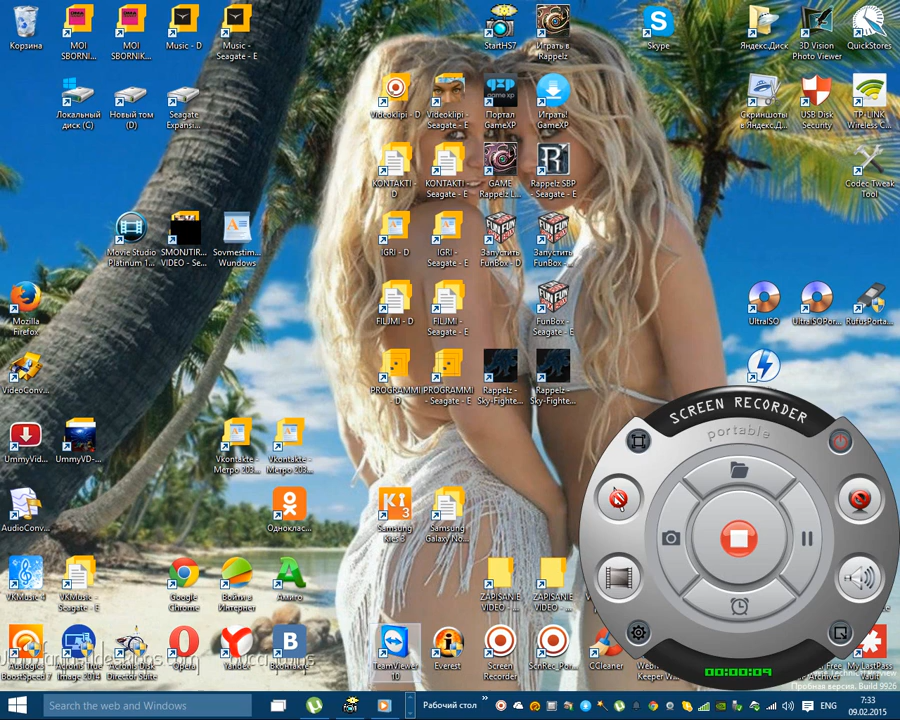 Корзина
MOI SBORNI...
MOI SBORNIK...
Music - D
Music - Seagate - E
StartHS7
Играть в Rappelz
Skype
Яндекс.Диск
3D Vision Photo Viewer
QuickStores
Локальный диск (C)
Новый том (D)
Seagate Expansi...
Videoklipi - D
Videoklipi - Seagate - E
Портал GameXP
Играть! GameXP
Скриншоты в Яндекс.Д...
USB Disk Security
TP-LINK Wireless C...
KONTAKTI - D
KONTAKTI - Seagate - E
GAME Rappelz L...
Rappelz SBP - Seagate - E
Codec Tweak Tool
Movie Studio Platinum 1...
SMONJTIR... VIDEO - Se...
Sovmestim... Windows
IGRI - D
IGRI - Seagate - E
Запустить FunBox - D
Запустить FunBox -...
Mozilla Firefox
FILJMI - D
FILJMI - Seagate - E
FunBox - Seagate - E
UltraISO
UltraISOPor...
RufusPorta...
VideoConv...
PROGRAMMI - D
PROGRAMMI - Seagate - E
Rappelz - Sky-Fighte...
Rappelz - Sky-Fighte...
SCREEN RECORDER
portable
UmmyVid...
UmmyVD-...
Vkontakte - Метро 203...
Vkontakte - Метро 203...
AudioConv...
Одноклас...
Samsung Kies 3
Samsung Galaxy No...
VKMusic 4
VKMusic Seagate - E
Google Chrome
Войти в Интернет
Амиго
ZAPISANIE VIDEO - ...
ZAPISANIE VIDEO - ...
Auslogics BoostSpeed 7
Acronis True Image 2014
Acronis Disk Director Suite
Opera
Yandex
ВКонтакте
TeamViewer 10
Everest
Screen Recorder
ScnRec_Por...
CCleaner
My LastPass Vault
00:00:09
Пробная версия. Build 9926
Search the web and Windows
Рабочий стол
ENG
7:33
09.02.2015